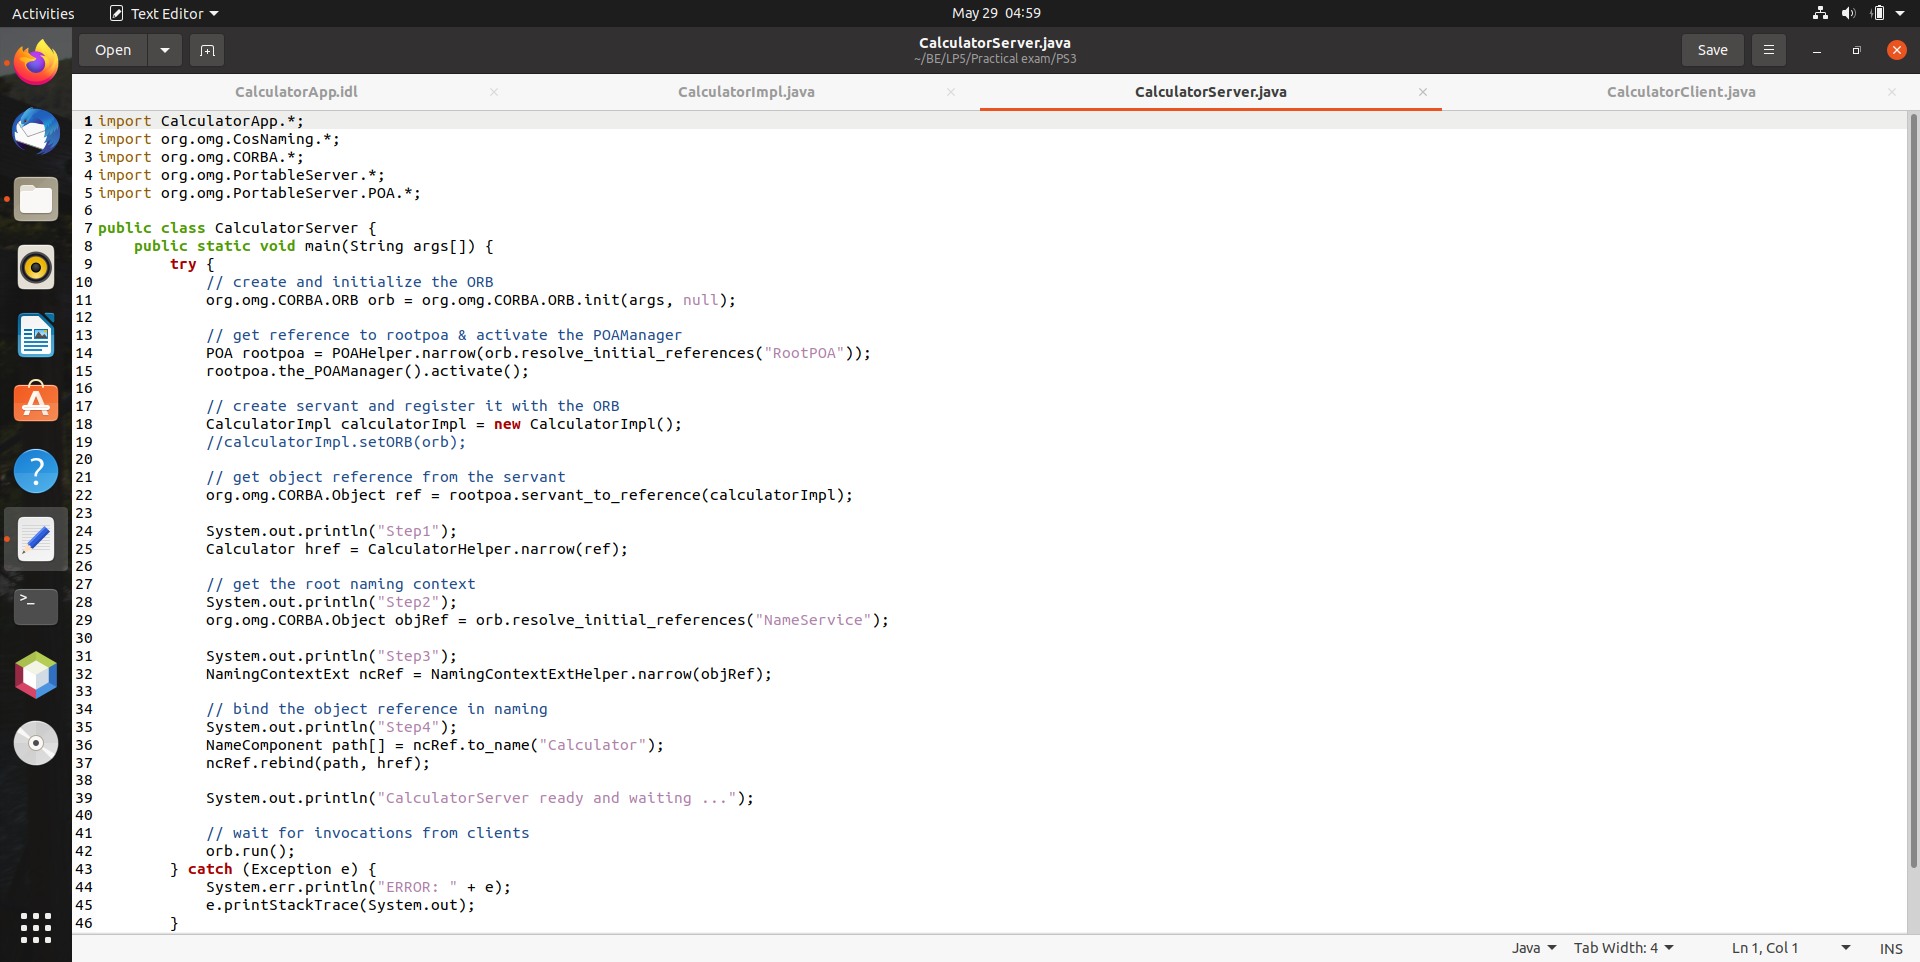 Activities
Text Editor
May 29 04:59
Open
CalculatorServer.java
~/BE/LP5/Practical exam/PS3
Save
CalculatorApp.idl
CalculatorImpl.java
CalculatorServer.java
CalculatorClient.java
1 import CalculatorApp.*;
2 import org.omg.CosNaming.*;
3 import org.omg.CORBA.*;
4 import org.omg.PortableServer.*;
5 import org.omg.PortableServer.POA.*;
6
7 public class CalculatorServer {
8     public static void main(String args[]) {
9         try {
10             // create and initialize the ORB
11             org.omg.CORBA.ORB orb = org.omg.CORBA.ORB.init(args, null);
12
13             // get reference to rootpoa & activate the POAManager
14             POA rootpoa = POAHelper.narrow(orb.resolve_initial_references("RootPOA"));
15             rootpoa.the_POAManager().activate();
16
17             // create servant and register it with the ORB
18             CalculatorImpl calculatorImpl = new CalculatorImpl();
19             //calculatorImpl.setORB(orb);
20
21             // get object reference from the servant
22             org.omg.CORBA.Object ref = rootpoa.servant_to_reference(calculatorImpl);
23
24             System.out.println("Step1");
25             Calculator href = CalculatorHelper.narrow(ref);
26
27             // get the root naming context
28             System.out.println("Step2");
29             org.omg.CORBA.Object objRef = orb.resolve_initial_references("NameService");
30
31             System.out.println("Step3");
32             NamingContextExt ncRef = NamingContextExtHelper.narrow(objRef);
33
34             // bind the object reference in naming
35             System.out.println("Step4");
36             NameComponent path[] = ncRef.to_name("Calculator");
37             ncRef.rebind(path, href);
38
39             System.out.println("CalculatorServer ready and waiting ...");
40
41             // wait for invocations from clients
42             orb.run();
43         } catch (Exception e) {
44             System.err.println("ERROR: " + e);
45             e.printStackTrace(System.out);
46         }
Java
Tab Width: 4
Ln 1, Col 1
INS